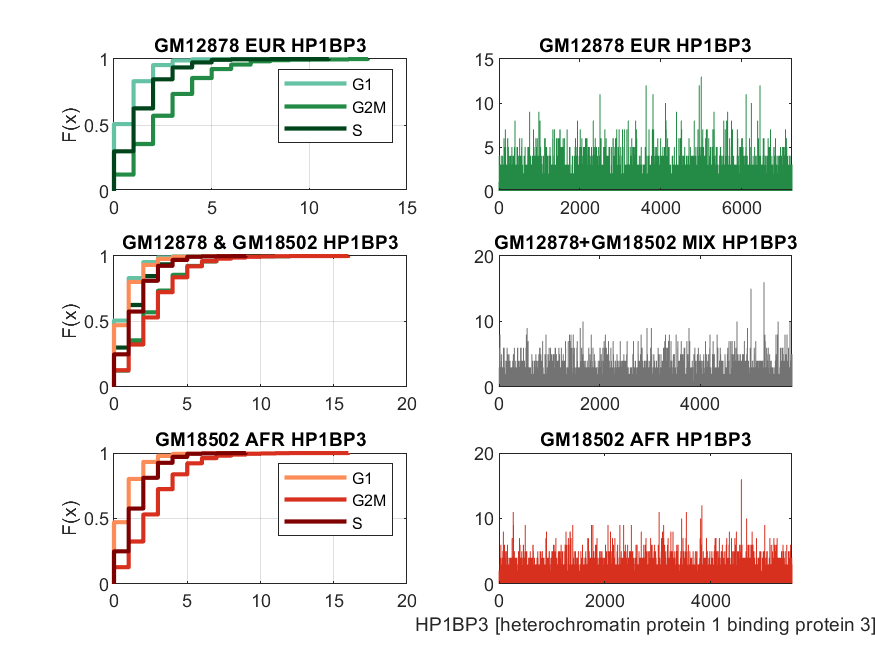 GM12878 EUR HP1BP3
1
0.5
0
F(x)
0 5 10 15
G1
G2M
S
GM12878 EUR HP1BP3
15
10
5
0
0 2000 4000 6000
GM12878 & GM18502 HP1BP3
1
0.5
0
F(x)
0 5 10 15 20
GM12878+GM18502 MIX HP1BP3
20
10
0
0 2000 4000
GM18502 AFR HP1BP3
1
0.5
0
F(x)
0 5 10 15 20
G1
G2M
S
GM18502 AFR HP1BP3
20
10
0
0 2000 4000
HP1BP3 [heterochromatin protein 1 binding protein 3]